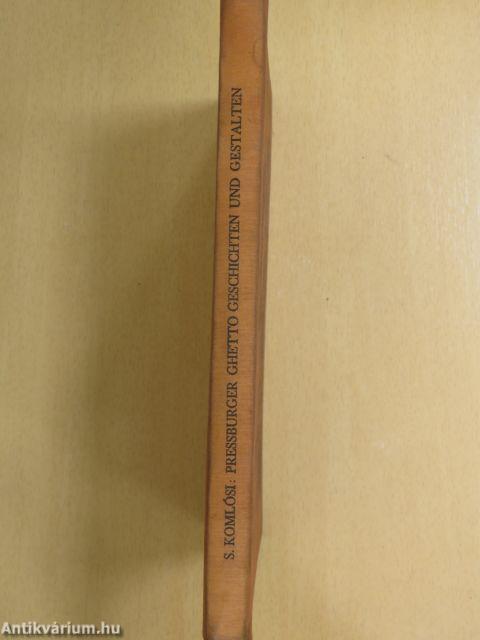 S. KOMLÓSI: PRESSBURGER GHETTO GESCHICHTEN UND GESTALTEN
Antikvárium.hu